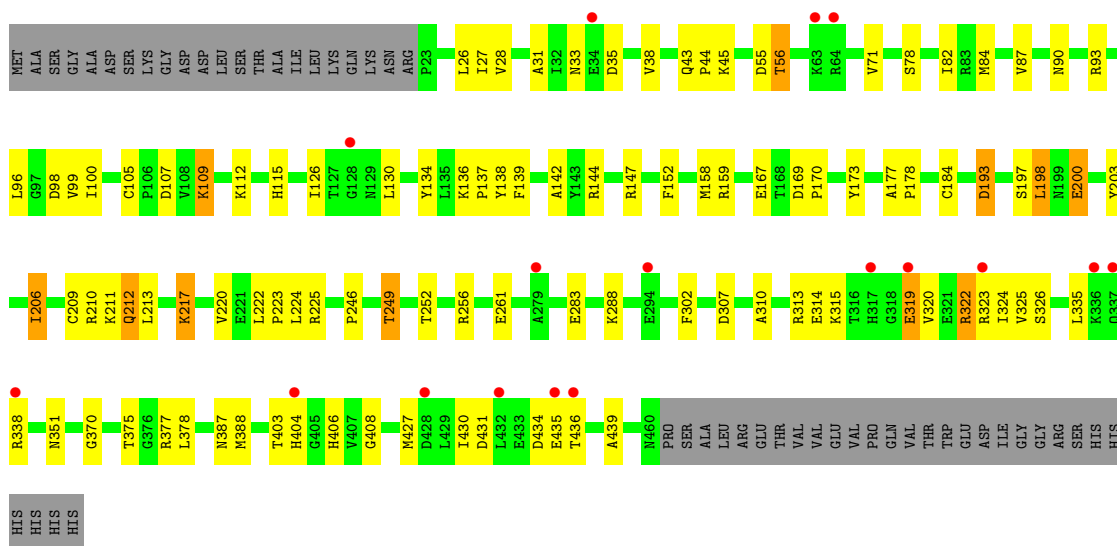 MET ALA SER GLY ALA ASP SER LYS GLY ASP ASP LEU SER THR ALA ILE LEU LYS GLN LYS ASN ARG P23 L26 I27 V28 A31 I32 N33 E34 D35 V38 Q43 P44 K45 D55 T56 K63 R64 V71 S78 I82 R83 M84 V87 N90 R93
L96 G97 D98 V99 I100 C105 P106 D107 V108 K109 K112 H115 I126 T127 G128 N129 L130 Y134 L135 K136 P137 Y138 F139 A142 Y143 R144 R147 F152 M158 R159 E167 T168 D169 P170 Y173 A177 P178 C184 D193 S197 L198 N199 E200 Y203
I206 C209 R210 K211 Q212 L213 K217 V220 E221 L222 P223 L224 R225 P246 T249 T252 R256 E261 A279 E283 K288 E294 F302 D307 A310 R313 E314 K315 T316 H317 G318 E319 V320 E321 R322 R323 I324 V325 S326 L335 K336 Q337
R338 N351 G370 T375 G376 R377 L378 N387 M388 T403 H404 G405 H406 V407 G408 M427 D428 L429 I430 D431 L432 E433 D434 E435 T436 A439 N460 PRO SER ALA LEU ARG GLU THR VAL VAL GLU VAL PRO GLN VAL THR TRP GLU ASP ILE GLY GLY ARG SER HIS HIS
HIS HIS HIS HIS